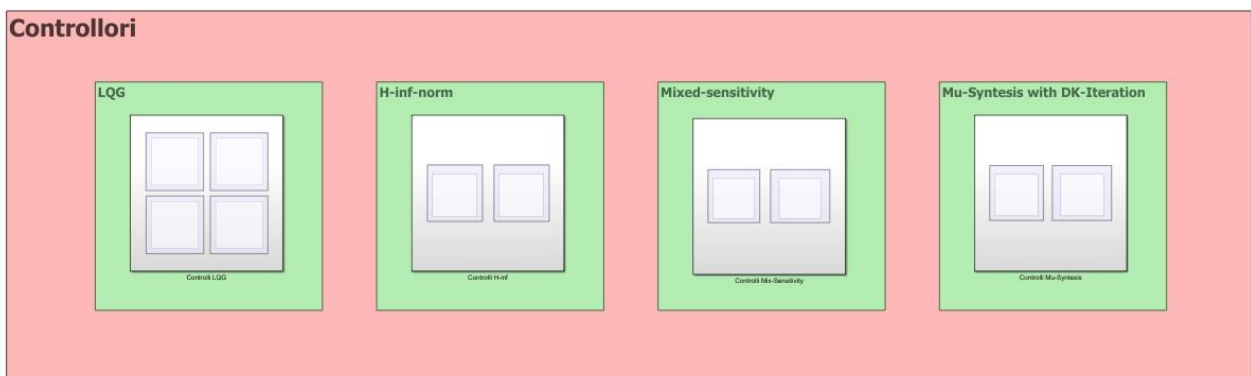 Controllori
LQG
H-inf-norm
Mixed-sensitivity
Mu-Syntesis with DK-Iteration
Controlli LQG
Controlli H-inf
Controlli Mix-Sensitivity
Controlli Mu-Syntesis